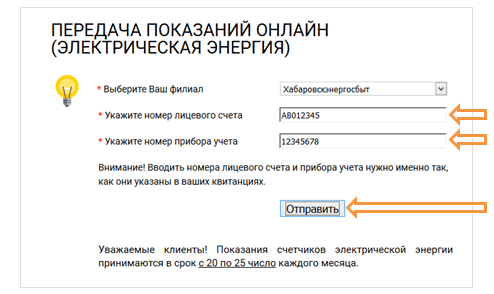 ПЕРЕДАЧА ПОКАЗАНИЙ ОНЛАЙН
(ЭЛЕКТРИЧЕСКАЯ ЭНЕРГИЯ)
* Выберите Ваш филиал Хабаровскэнергосбыт
* Укажите номер лицевого счета АВ012345
* Укажите номер прибора учета 12345678
Внимание! Вводить номера лицевого счета и прибора учета нужно именно так,
как они указаны в ваших квитанциях.
Отправить
Уважаемые клиенты! Показания счетчиков электрической энергии
принимаются в срок с 20 по 25 число каждого месяца.